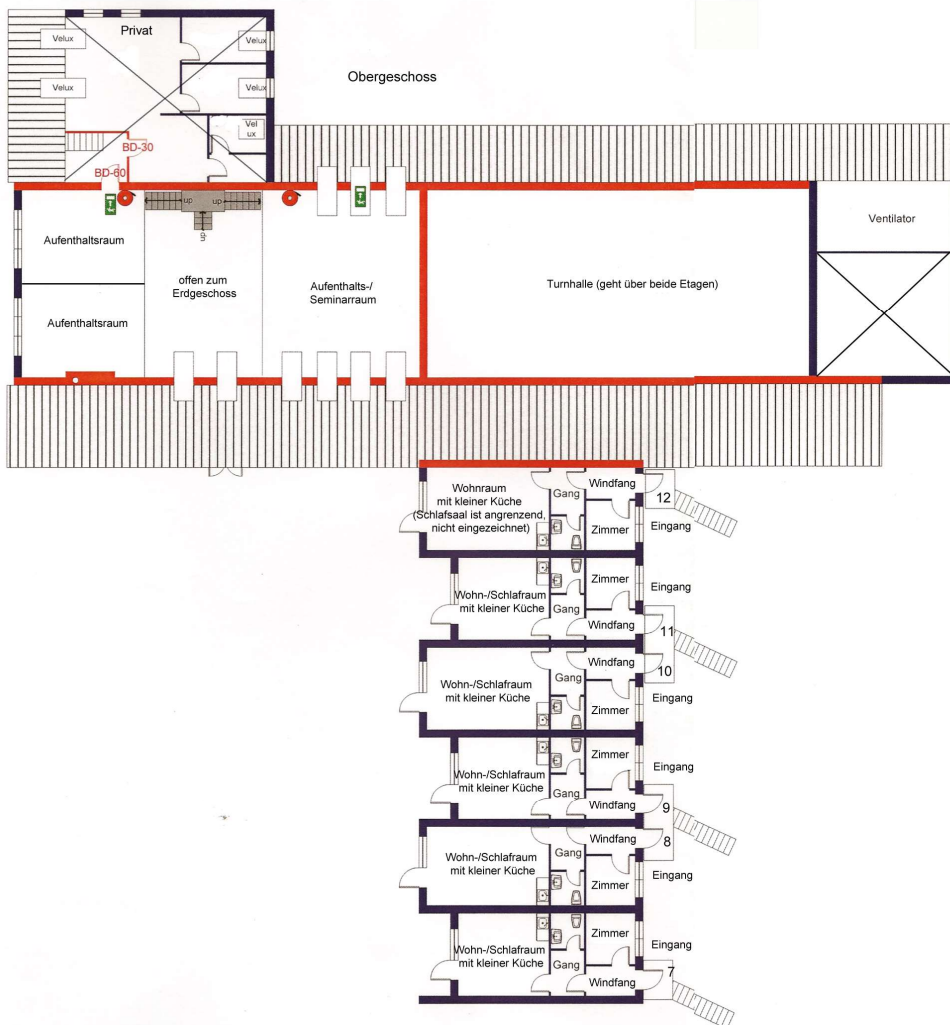 Privat
Velux
Velux
Velux
Velux
Vel
ux
Obergeschoss
BD-30
BD-60
up
up
dn
Ventilator
Aufenthaltsraum
offen zum
Erdgeschoss
Aufenthalts-/
Seminarraum
Turnhalle (geht über beide Etagen)
Aufenthaltsraum
Wohnraum
mit kleiner Küche
(Schlafsaal ist angrenzend,
nicht eingezeichnet)
Gang
Windfang
12
Zimmer
Eingang
Wohn-/Schlafraum
mit kleiner Küche
Zimmer
Eingang
Gang
Windfang
11
Wohn-/Schlafraum
mit kleiner Küche
Gang
Windfang
10
Zimmer
Eingang
Wohn-/Schlafraum
mit kleiner Küche
Zimmer
Eingang
Gang
Windfang
9
Wohn-/Schlafraum
mit kleiner Küche
Gang
Windfang
8
Zimmer
Eingang
Wohn-/Schlafraum
mit kleiner Küche
Zimmer
Eingang
Gang
Windfang
7